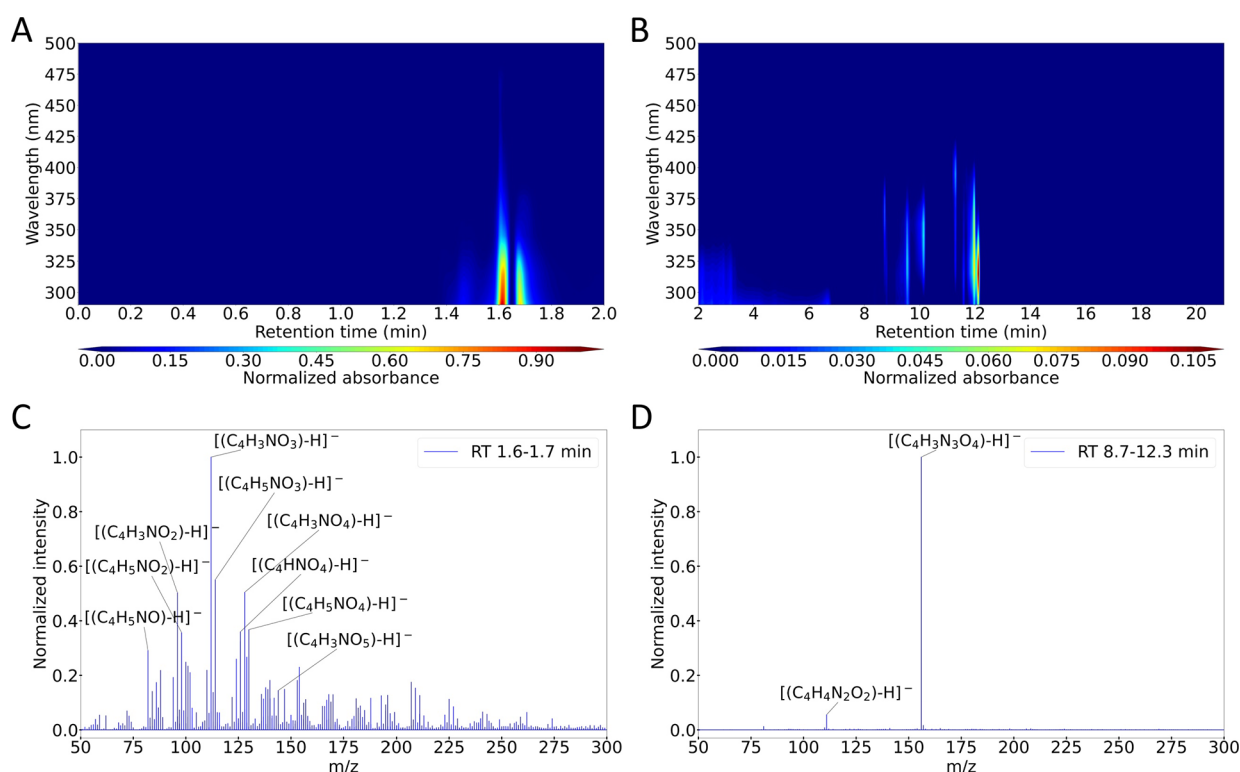 A
500
475
450
425
400
375
350
325
300
Wavelength (nm)
0.0 0.2 0.4 0.6 0.8 1.0 1.2 1.4 1.6 1.8 2.0
Retention time (min)
0.00 0.15 0.30 0.45 0.60 0.75 0.90
Normalized absorbance
B
500
475
450
425
400
375
350
325
300
Wavelength (nm)
2 4 6 8 10 12 14 16 18 20
Retention time (min)
0.000 0.015 0.030 0.045 0.060 0.075 0.090 0.105
Normalized absorbance
C
[(C₄H₃NO₃)-H]⁻
RT 1.6-1.7 min
[(C₄H₅NO₃)-H]⁻
[(C₄H₃NO₄)-H]⁻
[(C₄H₃NO₂)-H]⁻
[(C₄H₅NO₂)-H]⁻
[(C₄HNO₄)-H]⁻
[(C₄H₅NO₄)-H]⁻
[(C₄H₅NO)-H]⁻
[(C₄H₃NO₅)-H]⁻
1.0
0.8
0.6
0.4
0.2
0.0
Normalized intensity
50 75 100 125 150 175 200 225 250 275 300
m/z
D
[(C₄H₃N₃O₄)-H]⁻
RT 8.7-12.3 min
[(C₄H₄N₂O₂)-H]⁻
1.0
0.8
0.6
0.4
0.2
0.0
Normalized intensity
50 75 100 125 150 175 200 225 250 275 300
m/z